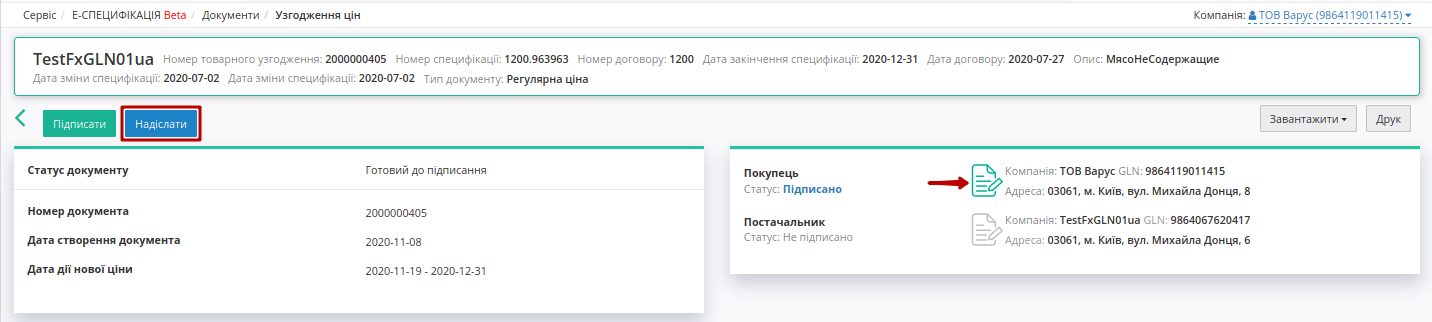 Сервіс / Е-СПЕЦИФІКАЦІЯ Beta / Документи / Узгодження цін
Компанія: ТОВ Варус (9864119011415)
TestFxGLN01ua Номер товарного узгодження: 2000000405 Номер специфікації: 1200.963963 Номер договору: 1200 Дата закінчення специфікації: 2020-12-31 Дата договору: 2020-07-27 Опис: МясоНеСодержащие
Дата зміни специфікації: 2020-07-02 Дата зміни специфікації: 2020-07-02 Тип документу: Регулярна ціна
Підписати Надіслати Завантажити Друк
Статус документу Готовий до підписання
Номер документа 2000000405
Дата створення документа 2020-11-08
Дата дії нової ціни 2020-11-19 - 2020-12-31
Покупець
Статус: Підписано
Компанія: ТОВ Варус GLN: 9864119011415
Адреса: 03061, м. Київ, вул. Михайла Донця, 8
Постачальник
Статус: Не підписано
Компанія: TestFxGLN01ua GLN: 9864067620417
Адреса: 03061, м. Київ, вул. Михайла Донця, 6